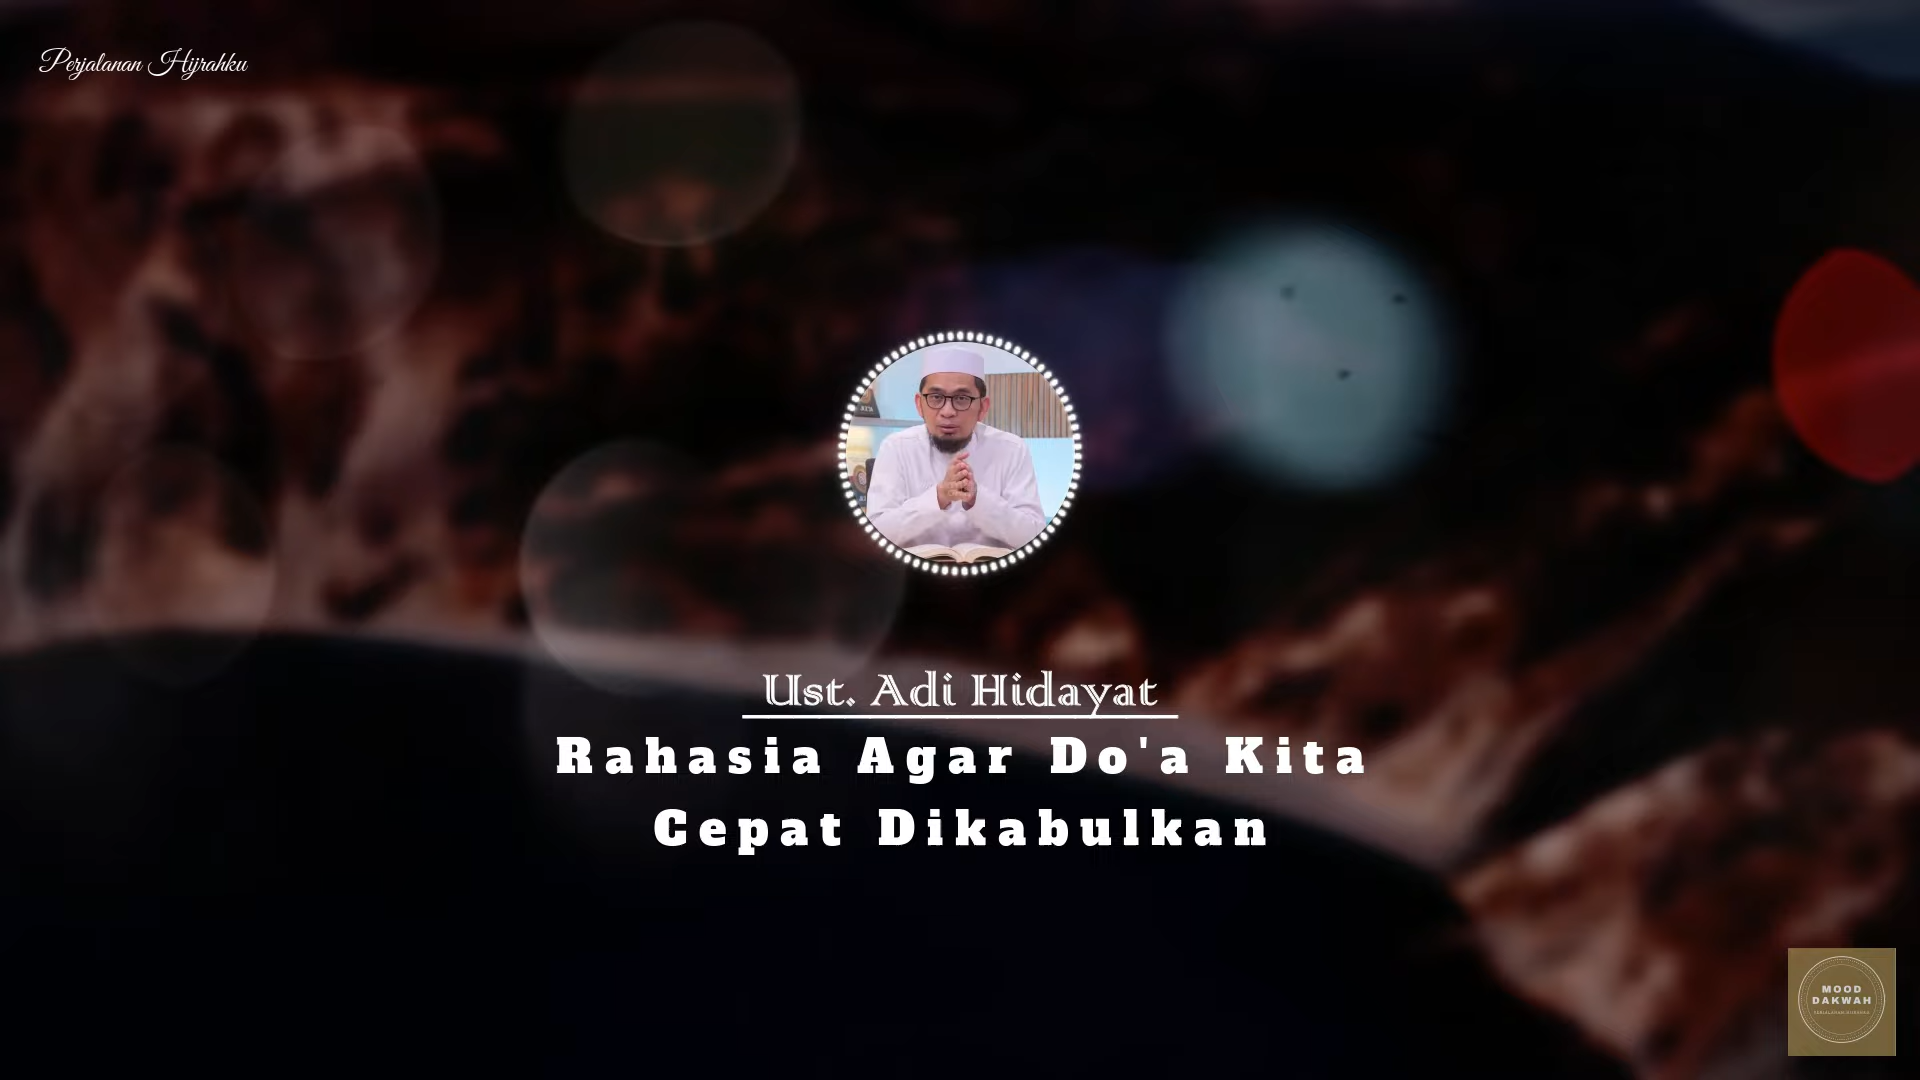 Perjalanan Hijrahku
Ust. Adi Hidayat
Rahasia Agar Do'a Kita
Cepat Dikabulkan
MOOD
DAKWAH